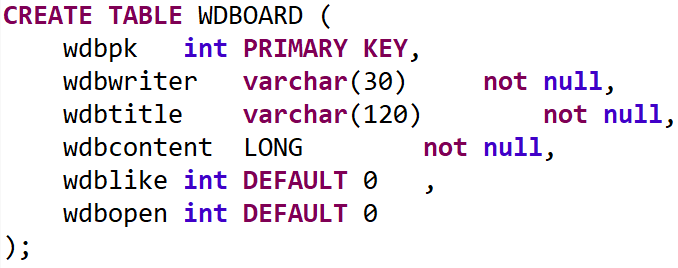 CREATE TABLE WDBOARD (
    wdbpk   int PRIMARY KEY,
    wdbwriter   varchar(30)     not null,
    wdbtitle    varchar(120)        not null,
    wdbcontent  LONG        not null,
    wdblike int DEFAULT 0   ,
    wdbopen int DEFAULT 0
);